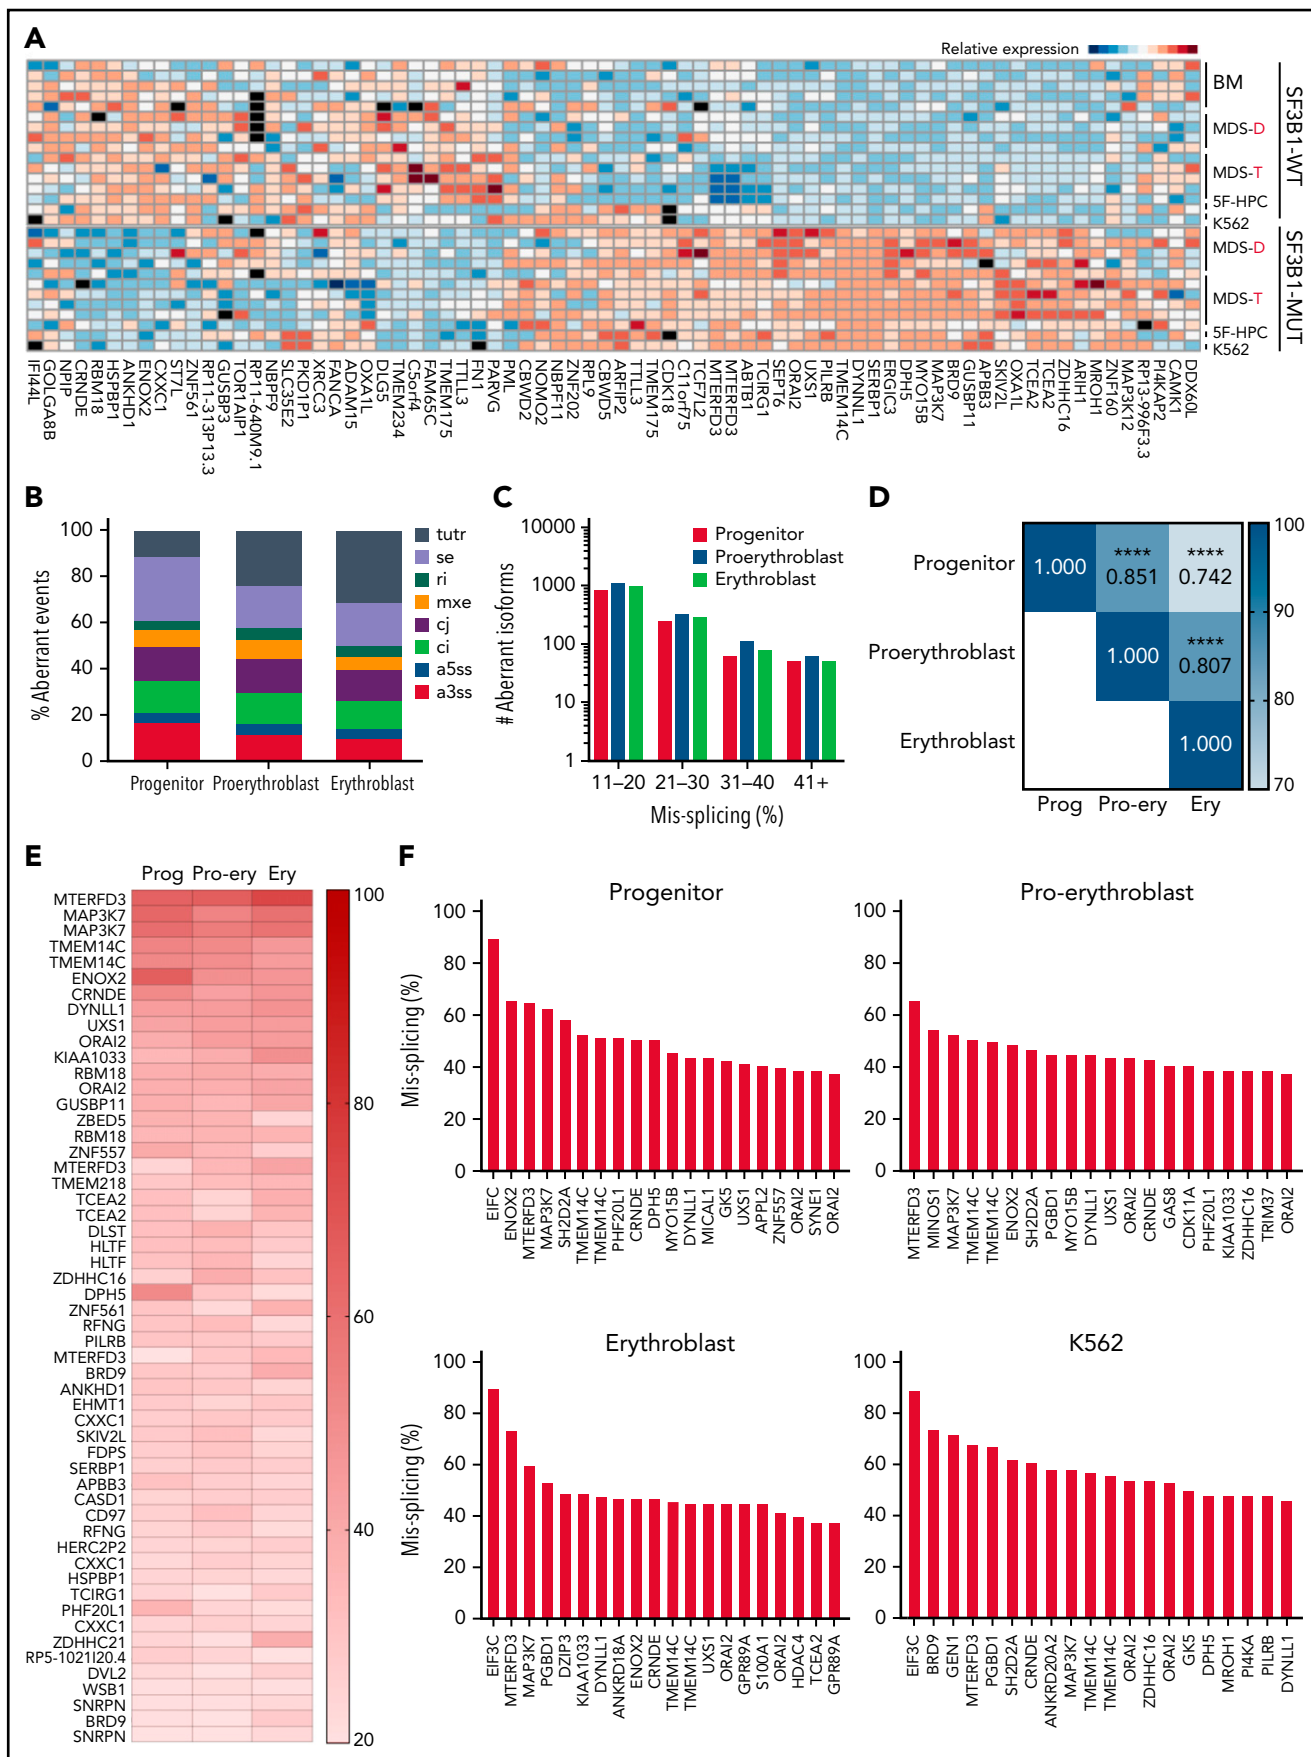 A
Relative expression
BM
MDS-D
MDS-T
5F-HPC
K562
MDS-D
MDS-T
5F-HPC
K562
SF3B1-WT
SF3B1-MUT
IFI44L
GOLGA8B
NPIP
CRNDE
RBM18
HSPBP1
ANKHD1
ENOX2
CXXC1
ST7L
ZNF561
RP11-313P13.3
GUSBP3
TOR1AIP1
RP11-640M9.1
NBPF9
SLC35E2
PKD1P1
XRCC3
FANCA
ADAM15
OXA1L
DLG5
TMEM234
C5orf4
FAM65C
TMEM175
TTLL3
FN1
PARVG
PML
CBWD2
NOMO2
NBPF11
ZNF202
RPL9
CBWD5
ARFIP2
TTLL3
TMEM175
CDK18
C11orf75
TCF7L2
MTERFD3
MTERFD3
ABTB1
TCIRG1
SEPT6
ORAI2
UXS1
PILRB
TMEM14C
DYNNL1
SERBP1
ERGIC3
DPH5
MYO15B
MAP3K7
BRD9
GUSBP11
APBB3
SKIV2L
OXA1L
TCEA2
TCEA2
ZDHHC16
ARIH1
MROH1
ZNF160
MAP3K12
RP13-996F3.3
PI4KAP2
CAMK1
DDX60L
B
% Aberrant events
100
80
60
40
20
0
Progenitor Proerythroblast Erythroblast
tutr
se
ri
mxe
cj
ci
a5ss
a3ss
C
# Aberrant isoforms
10000
1000
100
10
1
Progenitor
Proerythroblast
Erythroblast
11–20 21–30 31–40 41+
Mis-splicing (%)
D
Progenitor
Proerythroblast
Erythroblast
1.000
****
0.851
****
0.742
1.000
****
0.807
1.000
Prog Pro-ery Ery
100
90
80
70
E
Prog Pro-ery Ery
MTERFD3
MAP3K7
MAP3K7
TMEM14C
TMEM14C
ENOX2
CRNDE
DYNLL1
UXS1
ORAI2
KIAA1033
RBM18
ORAI2
GUSBP11
ZBED5
RBM18
ZNF557
MTERFD3
TMEM218
TCEA2
TCEA2
DLST
HLTF
HLTF
ZDHHC16
DPH5
ZNF561
RFNG
PILRB
MTERFD3
BRD9
ANKHD1
EHMT1
CXXC1
SKIV2L
FDPS
SERBP1
APBB3
CASD1
CD97
RFNG
HERC2P2
CXXC1
HSPBP1
TCIRG1
PHF20L1
CXXC1
ZDHHC21
RP5-1021I20.4
DVL2
WSB1
SNRPN
BRD9
SNRPN
100
80
60
40
20
F
Progenitor
Mis-splicing (%)
100
80
60
40
20
0
EIFC
ENOX2
MTERFD3
MAP3K7
SH2D2A
TMEM14C
TMEM14C
PHF20L1
CRNDE
DPH5
MYO15B
DYNLL1
MICAL1
GK5
UXS1
APPL2
ZNF557
ORAI2
SYNE1
ORAI2
Pro-erythroblast
100
80
60
40
20
0
MTERFD3
MINOS1
MAP3K7
TMEM14C
TMEM14C
ENOX2
SH2D2A
PGBD1
MYO15B
DYNLL1
UXS1
ORAI2
CRNDE
GAS8
CDK11A
PHF20L1
KIAA1033
ZDHHC16
TRIM37
ORAI2
Erythroblast
Mis-splicing (%)
100
80
60
40
20
0
EIF3C
MTERFD3
MAP3K7
PGBD1
DZIP3
KIAA1033
DYNLL1
ANKRD18A
ENOX2
CRNDE
TMEM14C
TMEM14C
UXS1
ORAI2
GPR89A
S100A1
ORAI2
HDAC4
TCEA2
GPR89A
K562
100
80
60
40
20
0
EIF3C
BRD9
GEN1
MTERFD3
PGBD1
SH2D2A
CRNDE
ANKRD20A2
MAP3K7
TMEM14C
TMEM14C
ORAI2
ZDHHC16
ORAI2
GK5
DPH5
MROH1
PI4KA
PILRB
DYNLL1